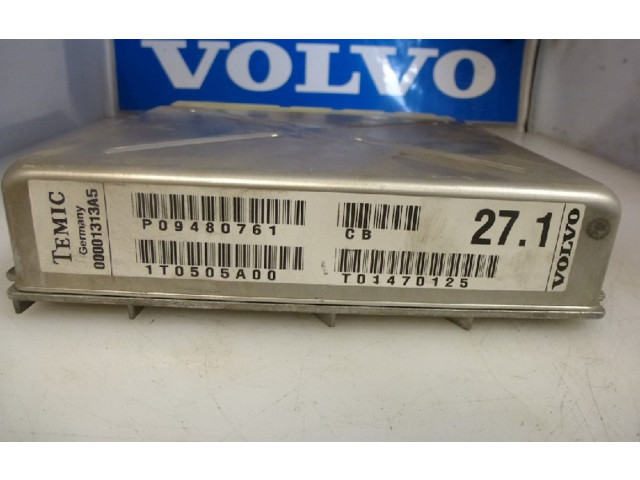 VOLVO
TEMIC
Germany
00001313A5
P09480761
1T0505A00
CB
T01470125
27.1
VOLVO